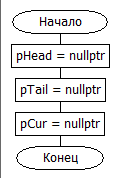 Начало
pHead = nullptr
pTail = nullptr
pCur = nullptr
Конец